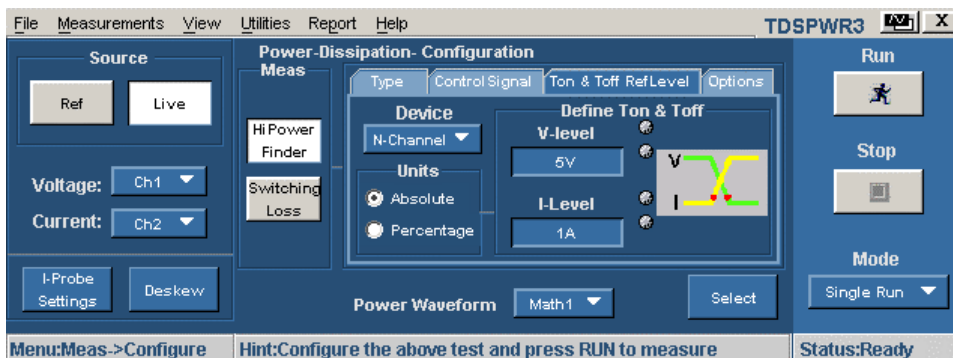 File Measurements View Utilities Report Help TDSPWR3 X
Source
Ref Live
Voltage: Ch1
Current: Ch2
I-Probe
Settings
Deskew
Power-Dissipation- Configuration
Meas
Hi Power
Finder
Switching
Loss
Type Control Signal Ton & Toff RefLevel Options
Device
N-Channel
Units
Absolute
Percentage
Define Ton & Toff
V-level
5V
I-Level
1A
V
I
Power Waveform Math1 Select
Run
Stop
Mode
Single Run
Menu:Meas->Configure Hint:Configure the above test and press RUN to measure Status:Ready